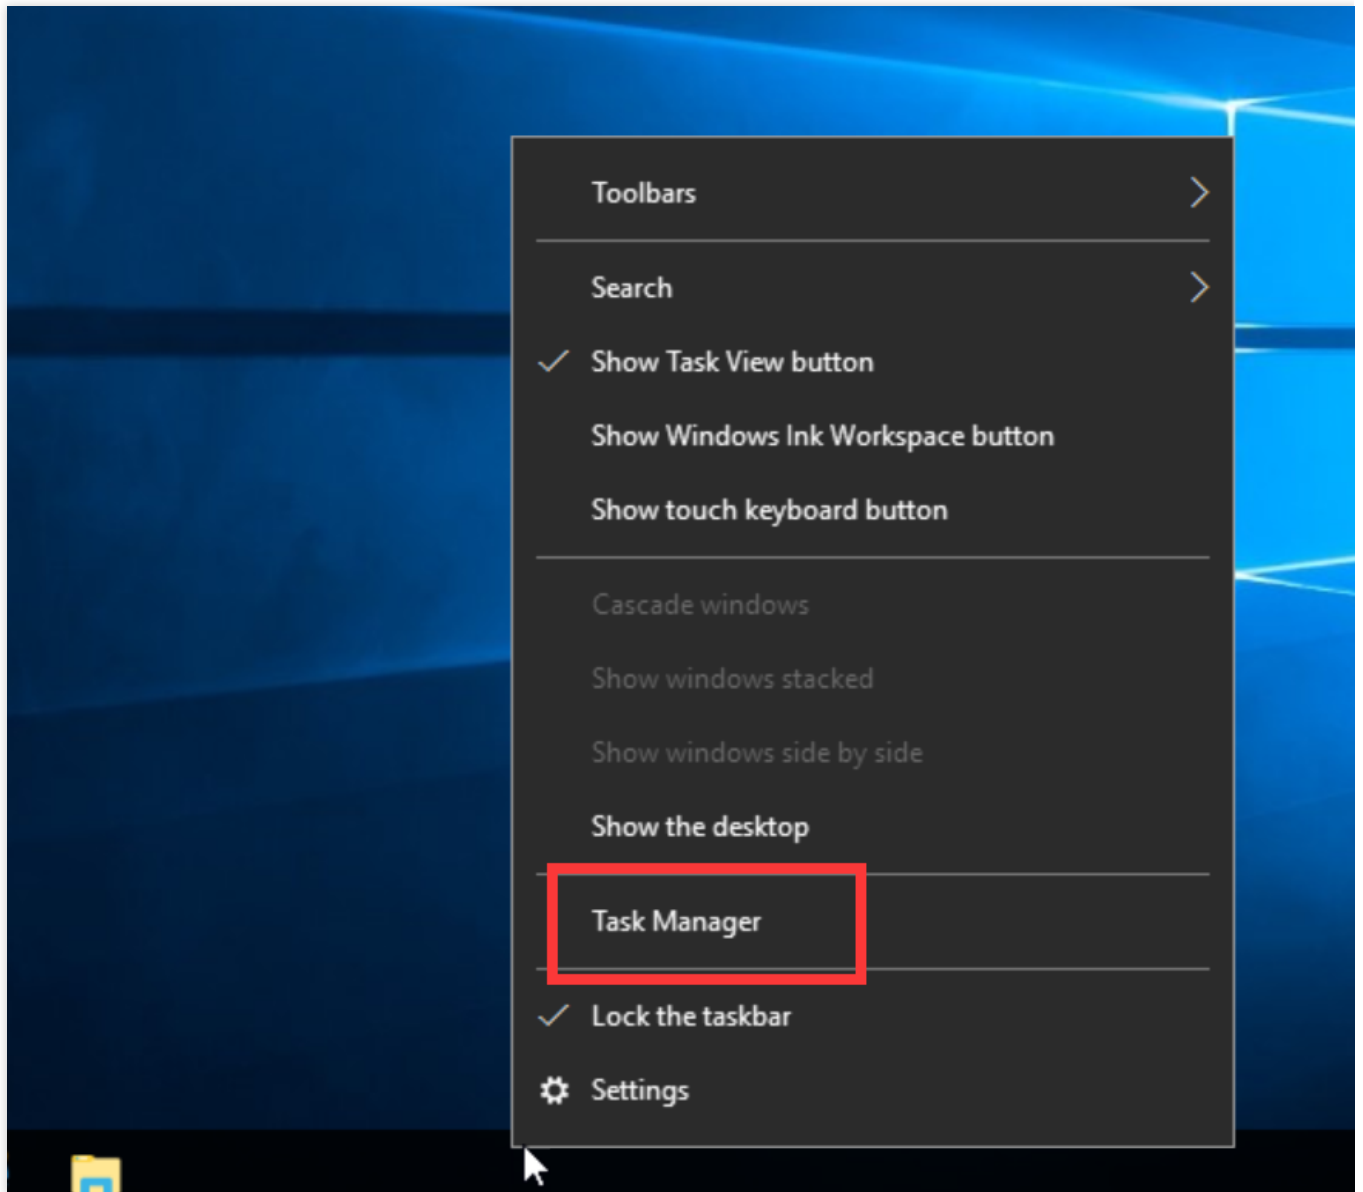 Toolbars
Search
Show Task View button
Show Windows Ink Workspace button
Show touch keyboard button
Cascade windows
Show windows stacked
Show windows side by side
Show the desktop
Task Manager
Lock the taskbar
Settings